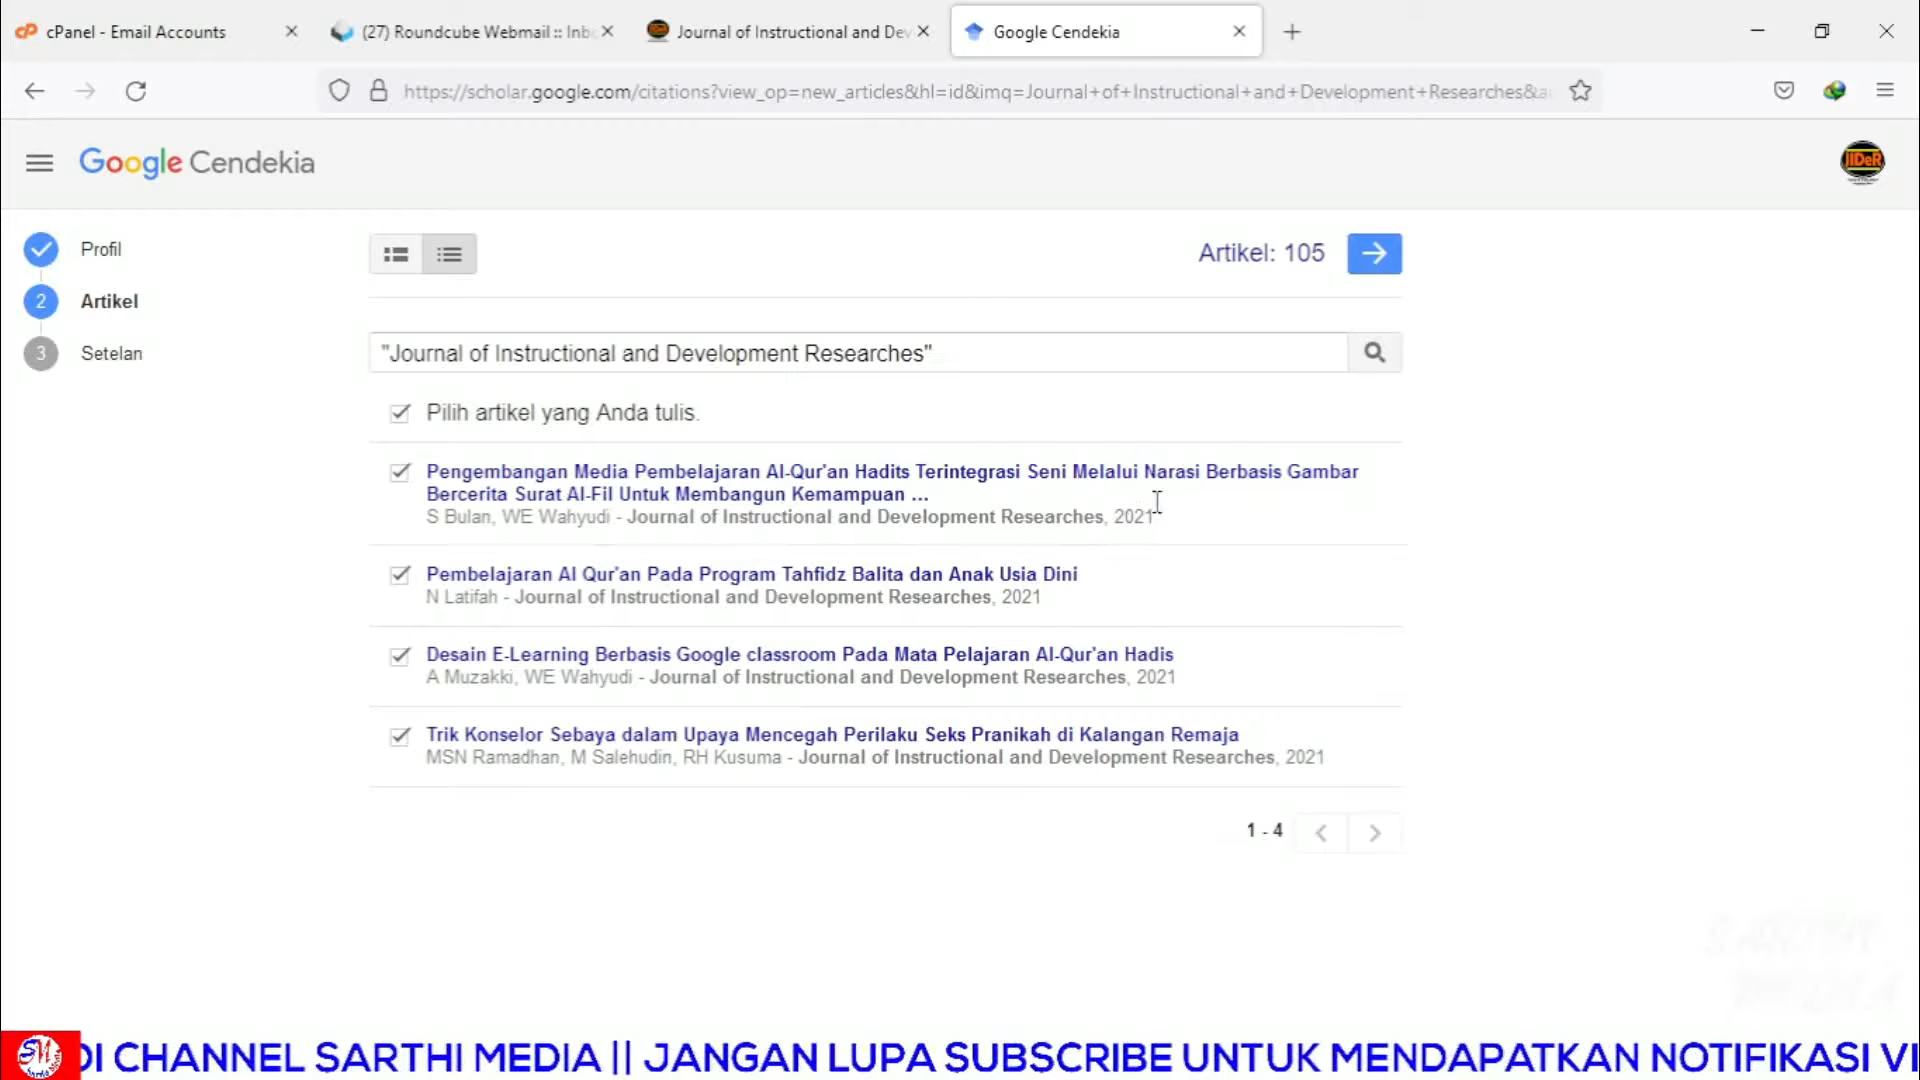 cPanel - Email Accounts
(27) Roundcube Webmail :: Inb
Journal of Instructional and Dev
Google Cendekia
https://scholar.google.com/citations?view_op=new_articles&hl=id&imq=Journal+of+Instructional+and+Development+Researches&
Google Cendekia
JIDeR
Profil
Artikel: 105
2 Artikel
3 Setelan
"Journal of Instructional and Development Researches"
Pilih artikel yang Anda tulis.
Pengembangan Media Pembelajaran Al-Qur'an Hadits Terintegrasi Seni Melalui Narasi Berbasis Gambar
Bercerita Surat Al-Fil Untuk Membangun Kemampuan ...
S Bulan, WE Wahyudi - Journal of Instructional and Development Researches, 2021
Pembelajaran Al Qur'an Pada Program Tahfidz Balita dan Anak Usia Dini
N Latifah - Journal of Instructional and Development Researches, 2021
Desain E-Learning Berbasis Google classroom Pada Mata Pelajaran Al-Qur'an Hadis
A Muzakki, WE Wahyudi - Journal of Instructional and Development Researches, 2021
Trik Konselor Sebaya dalam Upaya Mencegah Perilaku Seks Pranikah di Kalangan Remaja
MSN Ramadhan, M Salehudin, RH Kusuma - Journal of Instructional and Development Researches, 2021
1 - 4
SM
DI CHANNEL SARTHI MEDIA || JANGAN LUPA SUBSCRIBE UNTUK MENDAPATKAN NOTIFIKASI VI